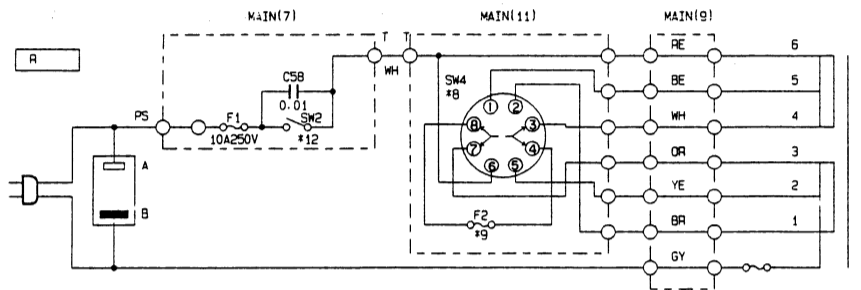 MAIN(7)
MAIN(11)
MAIN(9)
R
T T
WH
RE
6
C58
0.01
SW4
*8
BE
5
PS
F1
10A250V
SW2
*12
1 2
8 3
7 4
6 5
WH
4
OR
3
A
YE
2
B
F2
*9
BR
1
GY